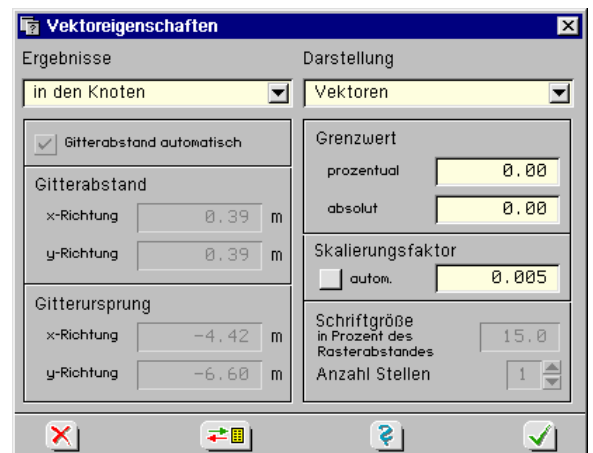 Vektoreigenschaften
Ergebnisse
in den Knoten
Gitterabstand automatisch
Gitterabstand
x-Richtung 0.39 m
y-Richtung 0.39 m
Gitterursprung
x-Richtung -4.42 m
y-Richtung -6.60 m
Darstellung
Vektoren
Grenzwert
prozentual 0.00
absolut 0.00
Skalierungsfaktor
autom. 0.005
Schriftgröße
in Prozent des
Rasterabstandes 15.0
Anzahl Stellen 1